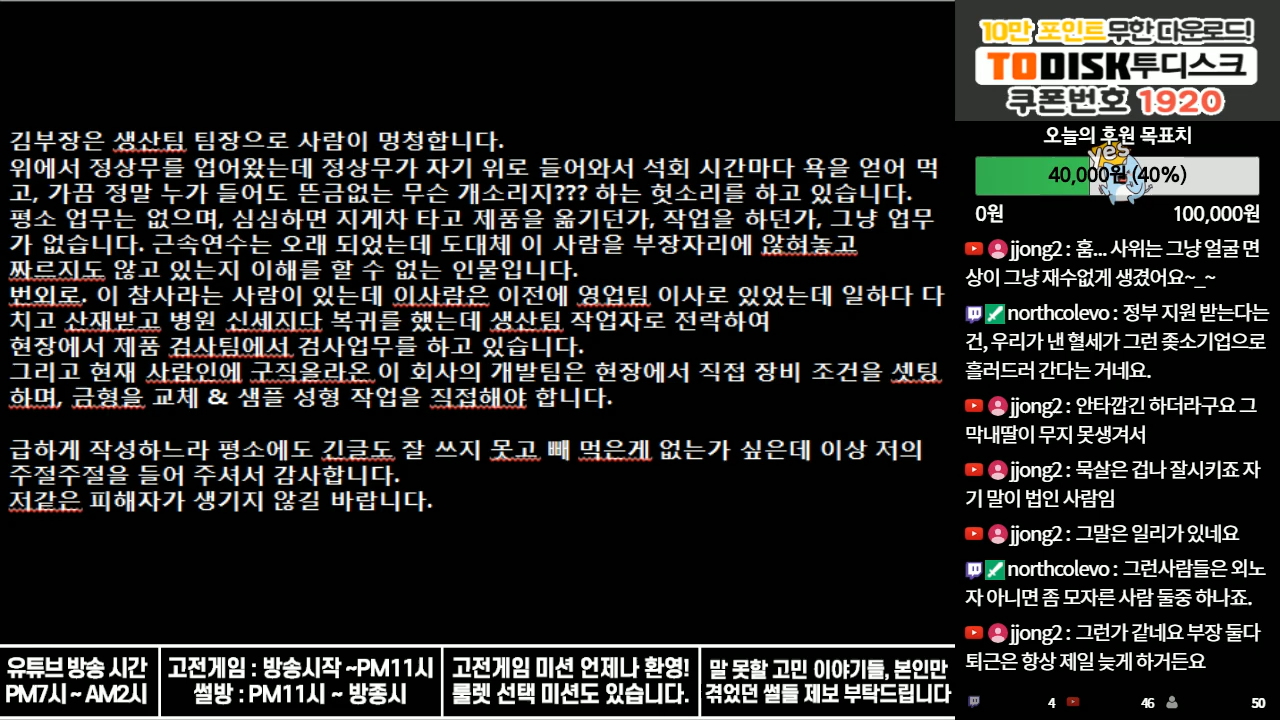 김부장은 생산팀 팀장으로 사람이 멍청합니다.
위에서 정상무를 업어왔는데 정상무가 자기 위로 들어와서 석회 시간마다 욕을 얻어 먹
고, 가끔 정말 누가 들어도 뜬금없는 무슨 개소리지??? 하는 헛소리를 하고 있습니다.
평소 업무는 없으며, 심심하면 지게차 타고 제품을 옮기던가, 작업을 하던가, 그냥 업무
가 없습니다. 근속연수는 오래 되었는데 도대체 이 사람을 부장자리에 않혀놓고
짜르지도 않고 있는지 이해를 할 수 없는 인물입니다.
번외로. 이 참사라는 사람이 있는데 이사람은 이전에 영업팀 이사로 있었는데 일하다 다
치고 산재받고 병원 신세지다 복귀를 했는데 생산팀 작업자로 전락하여
현장에서 제품 검사팀에서 검사업무를 하고 있습니다.
그리고 현재 사람인에 구직올라온 이 회사의 개발팀은 현장에서 직접 장비 조건을 셋팅
하며, 금형을 교체 & 샘플 성형 작업을 직접해야 합니다.
급하게 작성하느라 평소에도 긴글도 잘 쓰지 못고 빼 먹은게 없는가 싶은데 이상 저의
주절주절을 들어 주셔서 감사합니다.
저같은 피해자가 생기지 않길 바랍니다.
유튜브 방송 시간
PM7시 ~ AM2시
고전게임 : 방송시작 ~PM11시
썰방 : PM11시 ~ 방종시
고전게임 미션 언제나 환영!
룰렛 선택 미션도 있습니다.
말 못할 고민 이야기들, 본인만
겪었던 썰들 제보 부탁드립니다
10만 포인트 무한 다운로드!
TODISK투디스크
쿠폰번호 1920
오늘의 후원 목표치
yes
40,000원 (40%)
0원 100,000원
jjong2 : 훔... 사위는 그냥 얼굴 면
상이 그냥 재수없게 생겼어요~_~
northcolevo : 정부 지원 받는다는
건, 우리가 낸 혈세가 그런 좆소기업으로
흘러드러 간다는 거네요.
jjong2 : 안타깝긴 하더라구요 그
막내딸이 무지 못생겨서
jjong2 : 묵살은 겁나 잘시키죠 자
기 말이 법인 사람임
jjong2 : 그말은 일리가 있네요
northcolevo : 그런사람들은 외노
자 아니면 좀 모자른 사람 둘중 하나죠.
jjong2 : 그런가 같네요 부장 둘다
퇴근은 항상 제일 늦게 하거든요
4 46 50